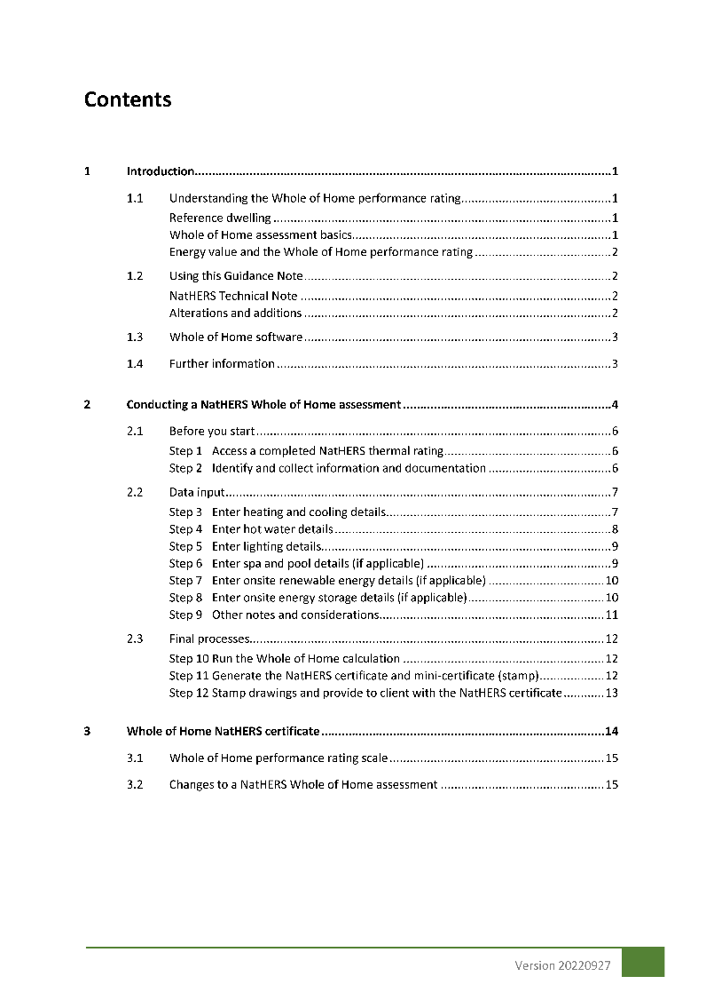 Contents
1 Introduction.....1
1.1 Understanding the Whole of Home performance rating.....1
Reference dwelling.....1
Whole of Home assessment basics.....1
Energy value and the Whole of Home performance rating.....2
1.2 Using this Guidance Note.....2
NatHERS Technical Note.....2
Alterations and additions.....2
1.3 Whole of Home software.....3
1.4 Further information.....3
2 Conducting a NatHERS Whole of Home assessment.....4
2.1 Before you start.....6
Step 1 Access a completed NatHERS thermal rating.....6
Step 2 Identify and collect information and documentation.....6
2.2 Data input.....7
Step 3 Enter heating and cooling details.....7
Step 4 Enter hot water details.....8
Step 5 Enter lighting details.....9
Step 6 Enter spa and pool details (if applicable).....9
Step 7 Enter onsite renewable energy details (if applicable).....10
Step 8 Enter onsite energy storage details (if applicable).....10
Step 9 Other notes and considerations.....11
2.3 Final processes.....12
Step 10 Run the Whole of Home calculation.....12
Step 11 Generate the NatHERS certificate and mini-certificate (stamp).....12
Step 12 Stamp drawings and provide to client with the NatHERS certificate.....13
3 Whole of Home NatHERS certificate.....14
3.1 Whole of Home performance rating scale.....15
3.2 Changes to a NatHERS Whole of Home assessment.....15
Version 20220927